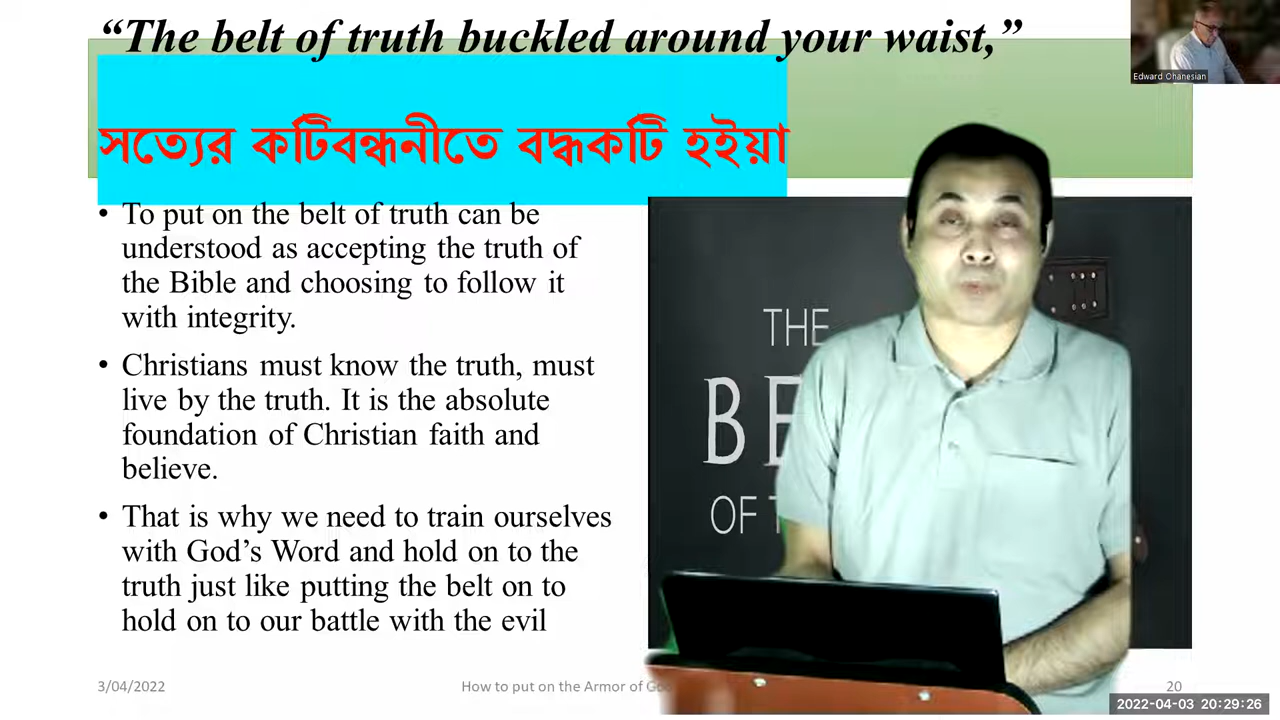 “The belt of truth buckled around your waist,”
Edward Ohanesian
সত্যের কটিবন্ধনীতে বদ্ধকটি হইয়া
• To put on the belt of truth can be
understood as accepting the truth of
the Bible and choosing to follow it
with integrity.
• Christians must know the truth, must
live by the truth. It is the absolute
foundation of Christian faith and
believe.
• That is why we need to train ourselves
with God’s Word and hold on to the
truth just like putting the belt on to
hold on to our battle with the evil
THE
BE
OF
3/04/2022
How to put on the Armor of
20
2022-04-03 20:29:26